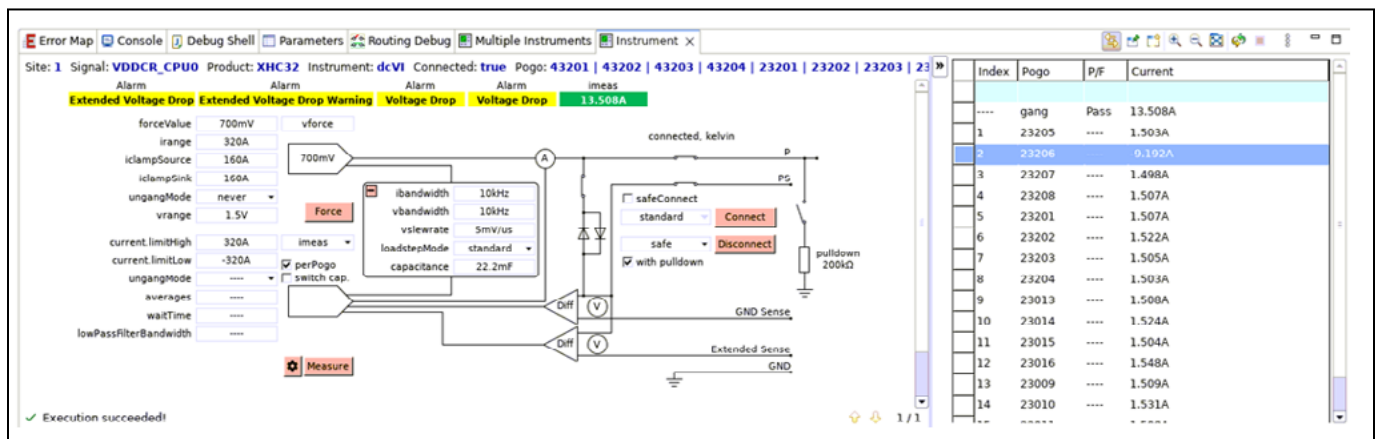 Error Map Console Debug Shell Parameters Routing Debug Multiple Instruments Instrument
Site: 1 Signal: VDDCR_CPU0 Product: XHC32 Instrument: dcVI Connected: true Pogo: 43201 | 43202 | 43203 | 43204 | 23201 | 23202 | 23203 | 23
Alarm Alarm Alarm Alarm imeas
Extended Voltage Drop Extended Voltage Drop Warning Voltage Drop Voltage Drop 13.508A
forceValue 700mV vforce
irange 320A
iclampSource 160A
iclampSink 160A
ungangMode never
vrange 1.5V
Force
current.limitHigh 320A imeas
current.limitLow -320A
perPogo
ungangMode ---- switch cap.
averages ----
waitTime ----
lowPassFilterBandwidth ----
Measure
700mV
A
connected, kelvin
P
PS
ibandwidth 10kHz
vbandwidth 10kHz
vslewrate 5mV/us
loadstepMode standard
capacitance 22.2mF
safeConnect
standard Connect
safe Disconnect
with pulldown
pulldown
200kΩ
Diff V
GND Sense
Diff V
Extended Sense
GND
Execution succeeded!
1/1
Index Pogo P/F Current
---- gang Pass 13.508A
1 23205 ---- 1.503A
2 23206 ---- -0.192A
3 23207 ---- 1.498A
4 23208 ---- 1.507A
5 23201 ---- 1.507A
6 23202 ---- 1.522A
7 23203 ---- 1.505A
8 23204 ---- 1.503A
9 23013 ---- 1.508A
10 23014 ---- 1.524A
11 23015 ---- 1.504A
12 23016 ---- 1.548A
13 23009 ---- 1.509A
14 23010 ---- 1.531A